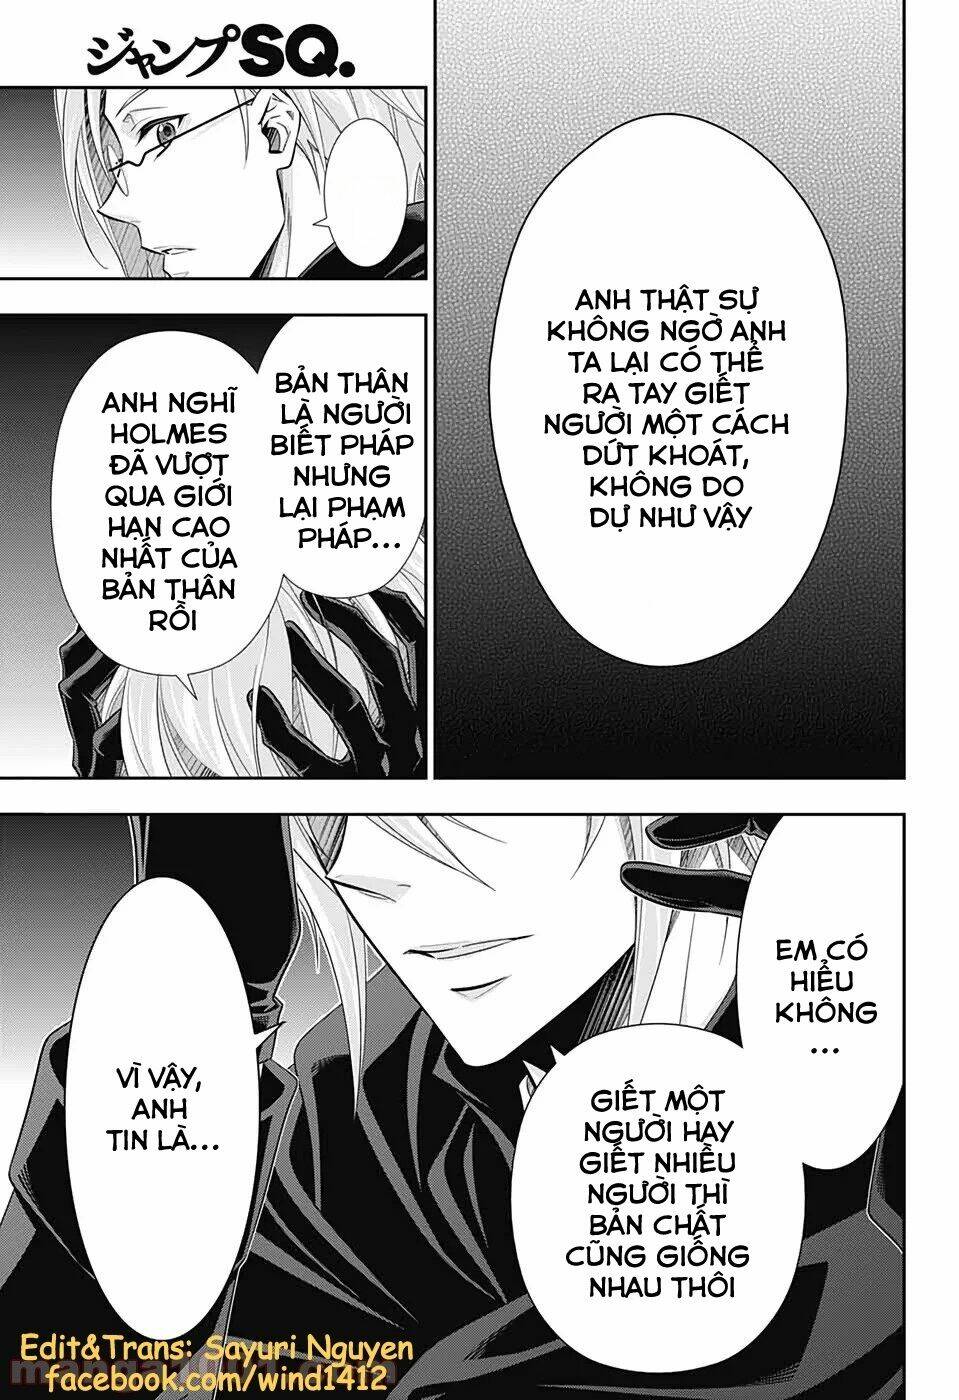 ジャンプSQ.
ANH THẬT SỰ
KHÔNG NGỜ ANH
TA LẠI CÓ THỂ
RA TAY GIẾT
NGƯỜI MỘT CÁCH
DỨT KHOÁT,
KHÔNG DO
DỰ NHƯ VẬY
BẢN THÂN
LÀ NGƯỜI
BIẾT PHÁP
NHƯNG
LẠI PHẠM
PHÁP...
ANH NGHĨ
HOLMES
ĐÃ VƯỢT
QUA GIỚI
HẠN CAO
NHẤT CỦA
BẢN THÂN
RỒI
EM CÓ
HIỂU
KHÔNG
...
GIẾT MỘT
NGƯỜI HAY
GIẾT NHIỀU
NGƯỜI THÌ
BẢN CHẤT
CŨNG GIỐNG
NHAU THÔI
VÌ VẬY,
ANH
TIN LÀ...
Edit&Trans: Sayuri Nguyen
facebook.com/wind1412